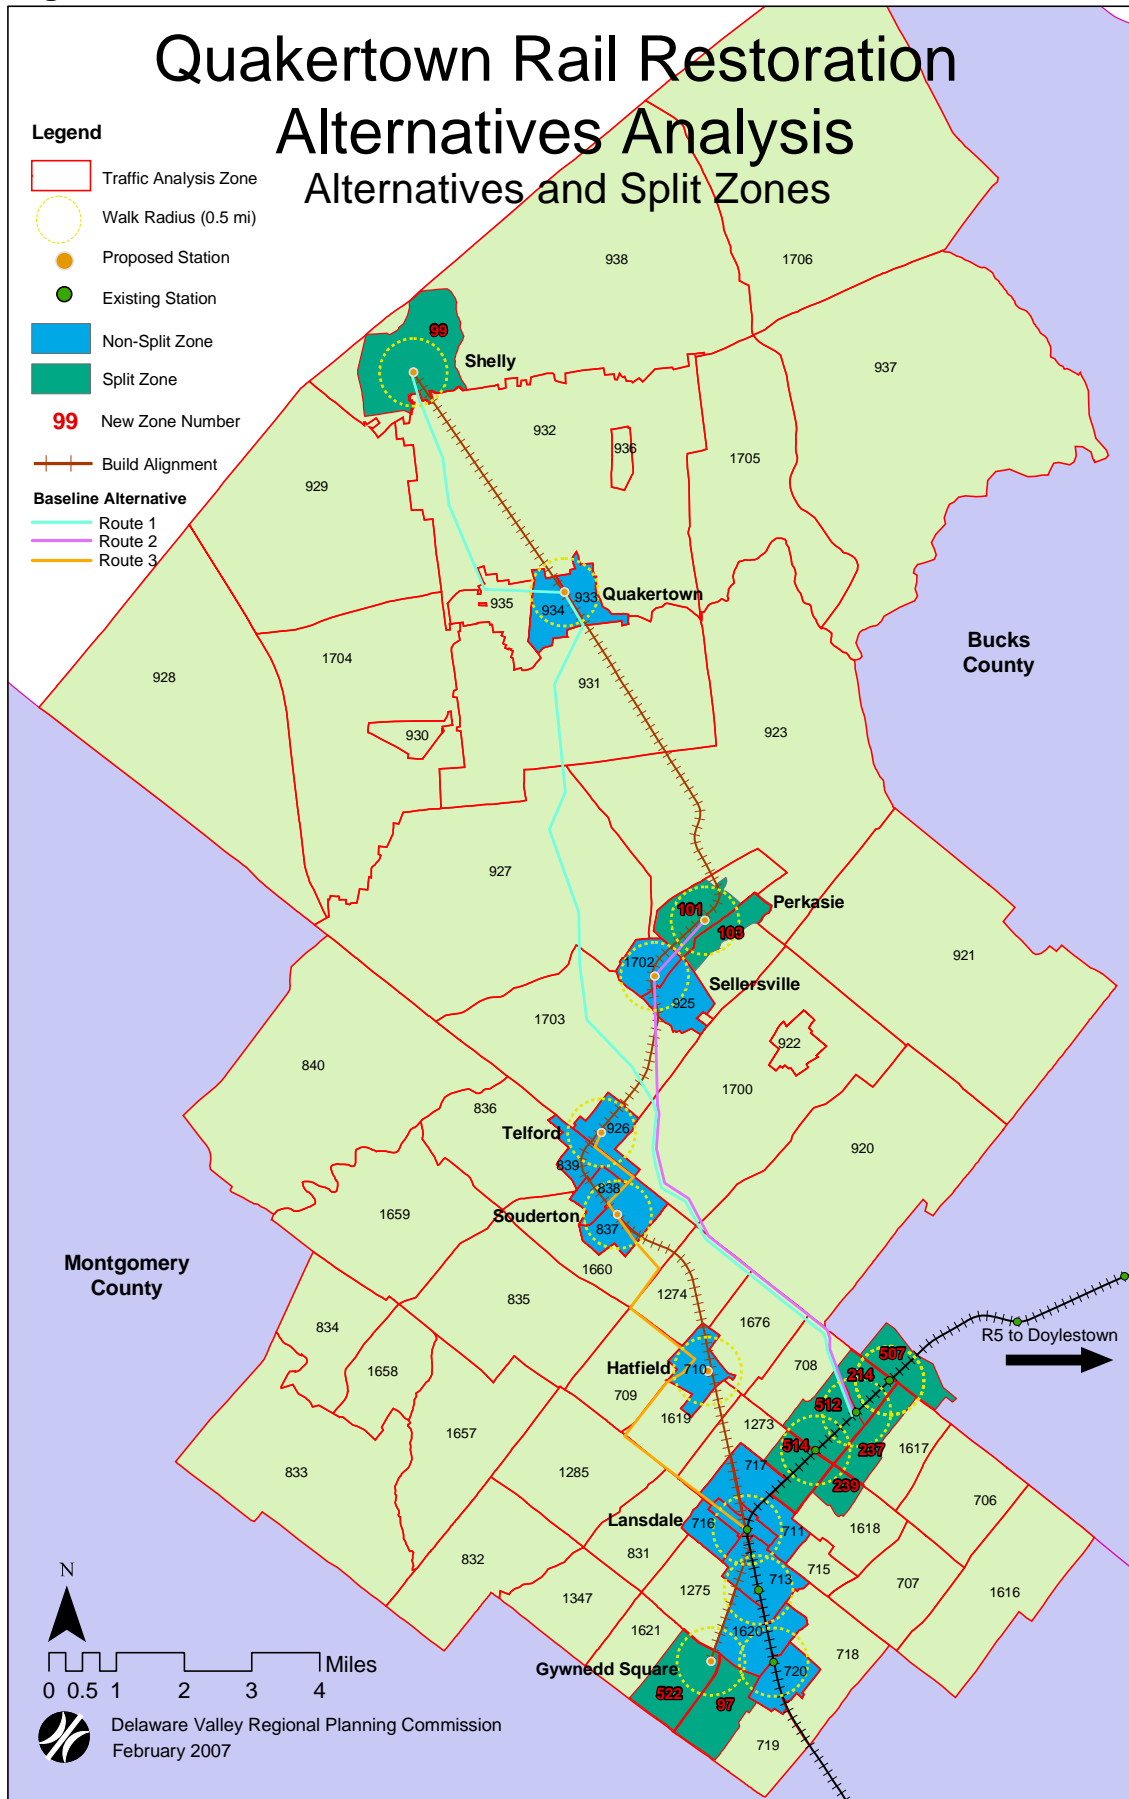 Quakertown Rail Restoration
Alternatives Analysis
Alternatives and Split Zones
Legend
Traffic Analysis Zone
Walk Radius (0.5 mi)
Proposed Station
Existing Station
Non-Split Zone
Split Zone
99 New Zone Number
Build Alignment
Baseline Alternative
Route 1
Route 2
Route 3
938
1706
99
Shelly
937
932
936
1705
929
935
934
933
Quakertown
Bucks
County
1704
928
931
930
923
927
101
Perkasie
103
921
1702
Sellersville
925
1703
922
840
1700
836
926
Telford
920
839
838
1659
Souderton
837
Montgomery
County
1660
1274
835
834
1676
R5 to Doylestown
708
507
Hatfield
710
214
1658
709
512
1619
1273
1657
514
237
1617
717
833
1285
239
706
Lansdale
716
711
1618
831
832
715
713
707
1275
1347
1616
1621
1620
718
Gywnedd Square
720
522
97
719
N
Miles
0 0.5 1 2 3 4
Delaware Valley Regional Planning Commission
February 2007